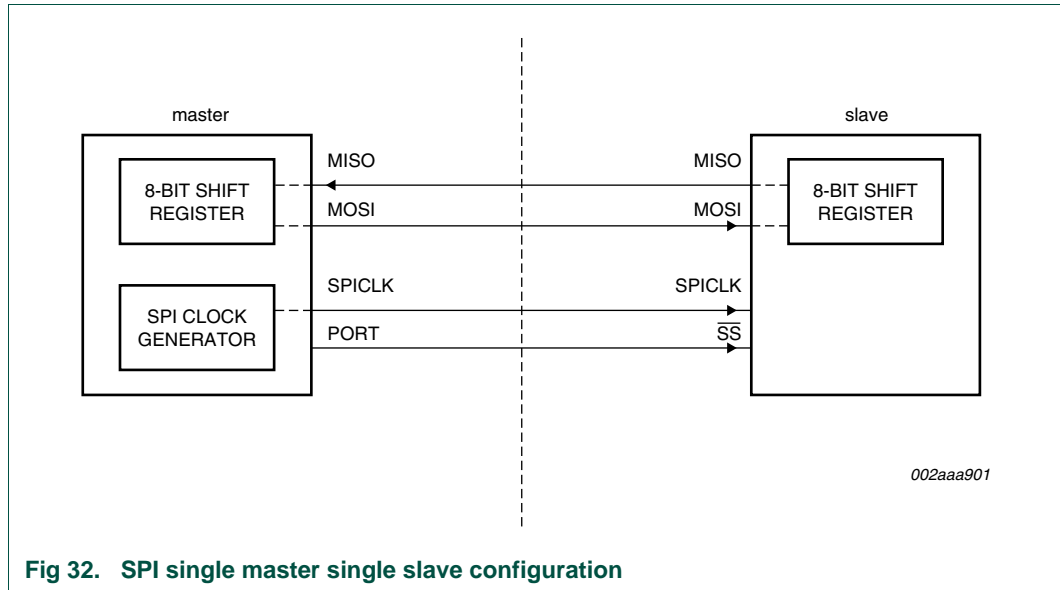 master
slave
MISO
MISO
8-BIT SHIFT
REGISTER
8-BIT SHIFT
REGISTER
MOSI
MOSI
SPICLK
SPICLK
SPI CLOCK
GENERATOR
PORT
S̅S̅
002aaa901
Fig 32. SPI single master single slave configuration